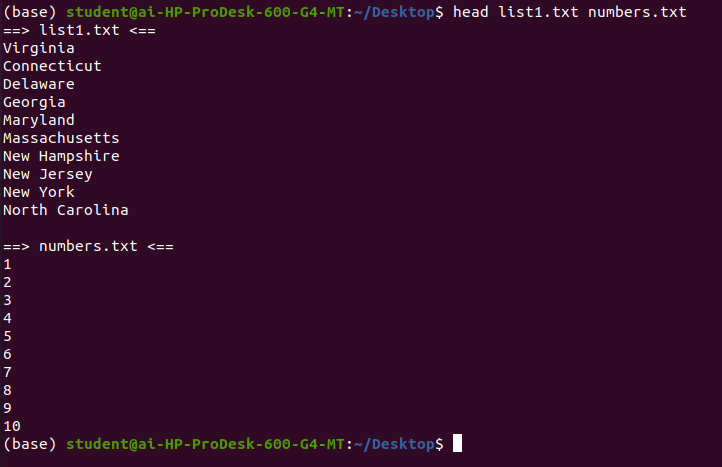 (base) student@ai-HP-ProDesk-600-G4-MT:~/Desktop$ head list1.txt numbers.txt
==> list1.txt <==
Virginia
Connecticut
Delaware
Georgia
Maryland
Massachusetts
New Hampshire
New Jersey
New York
North Carolina

==> numbers.txt <==
1
2
3
4
5
6
7
8
9
10
(base) student@ai-HP-ProDesk-600-G4-MT:~/Desktop$